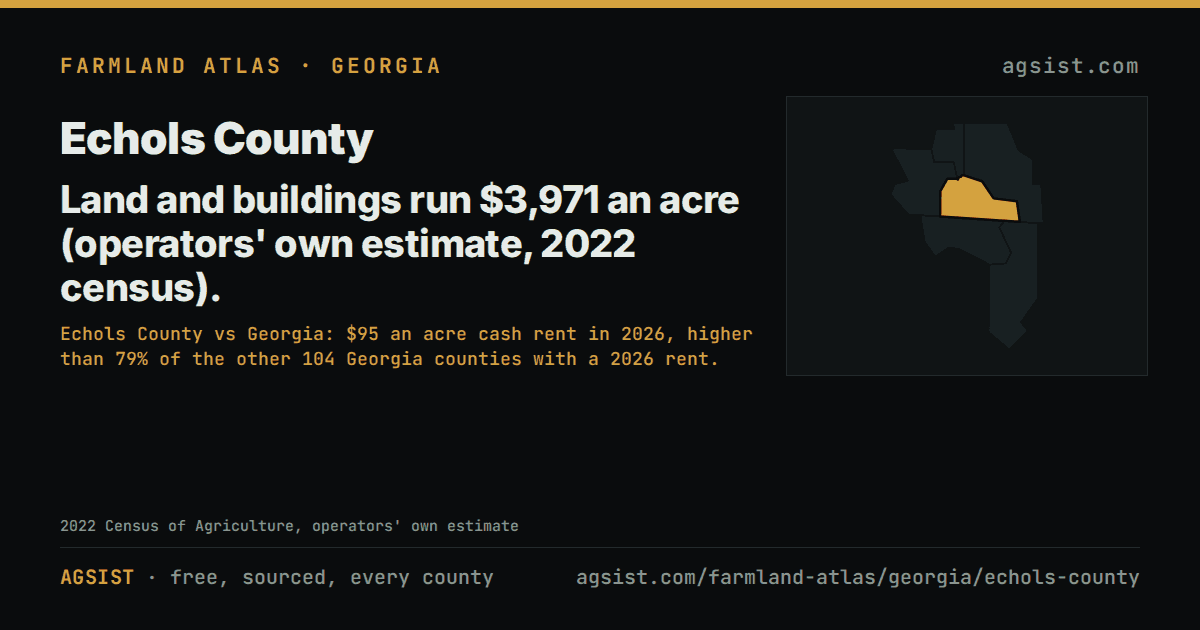 FARMLAND ATLAS · GEORGIA
agsist.com
Echols County
Land and buildings run $3,971 an acre
(operators' own estimate, 2022
census).
Echols County vs Georgia: $95 an acre cash rent in 2026, higher
than 79% of the other 104 Georgia counties with a 2026 rent.
2022 Census of Agriculture, operators' own estimate
AGSIST · free, sourced, every county
agsist.com/farmland-atlas/georgia/echols-county